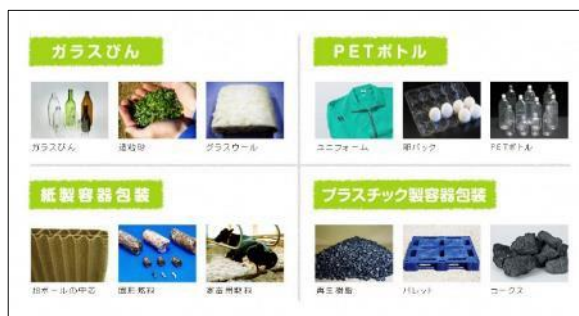 ガラスびん
ガラスびん
造粒砂
グラスウール
PETボトル
ユニフォーム
卵パック
PETボトル
紙製容器包装
段ボールの中芯
固形燃料
家畜用敷料
プラスチック製容器包装
再生樹脂
パレット
コークス